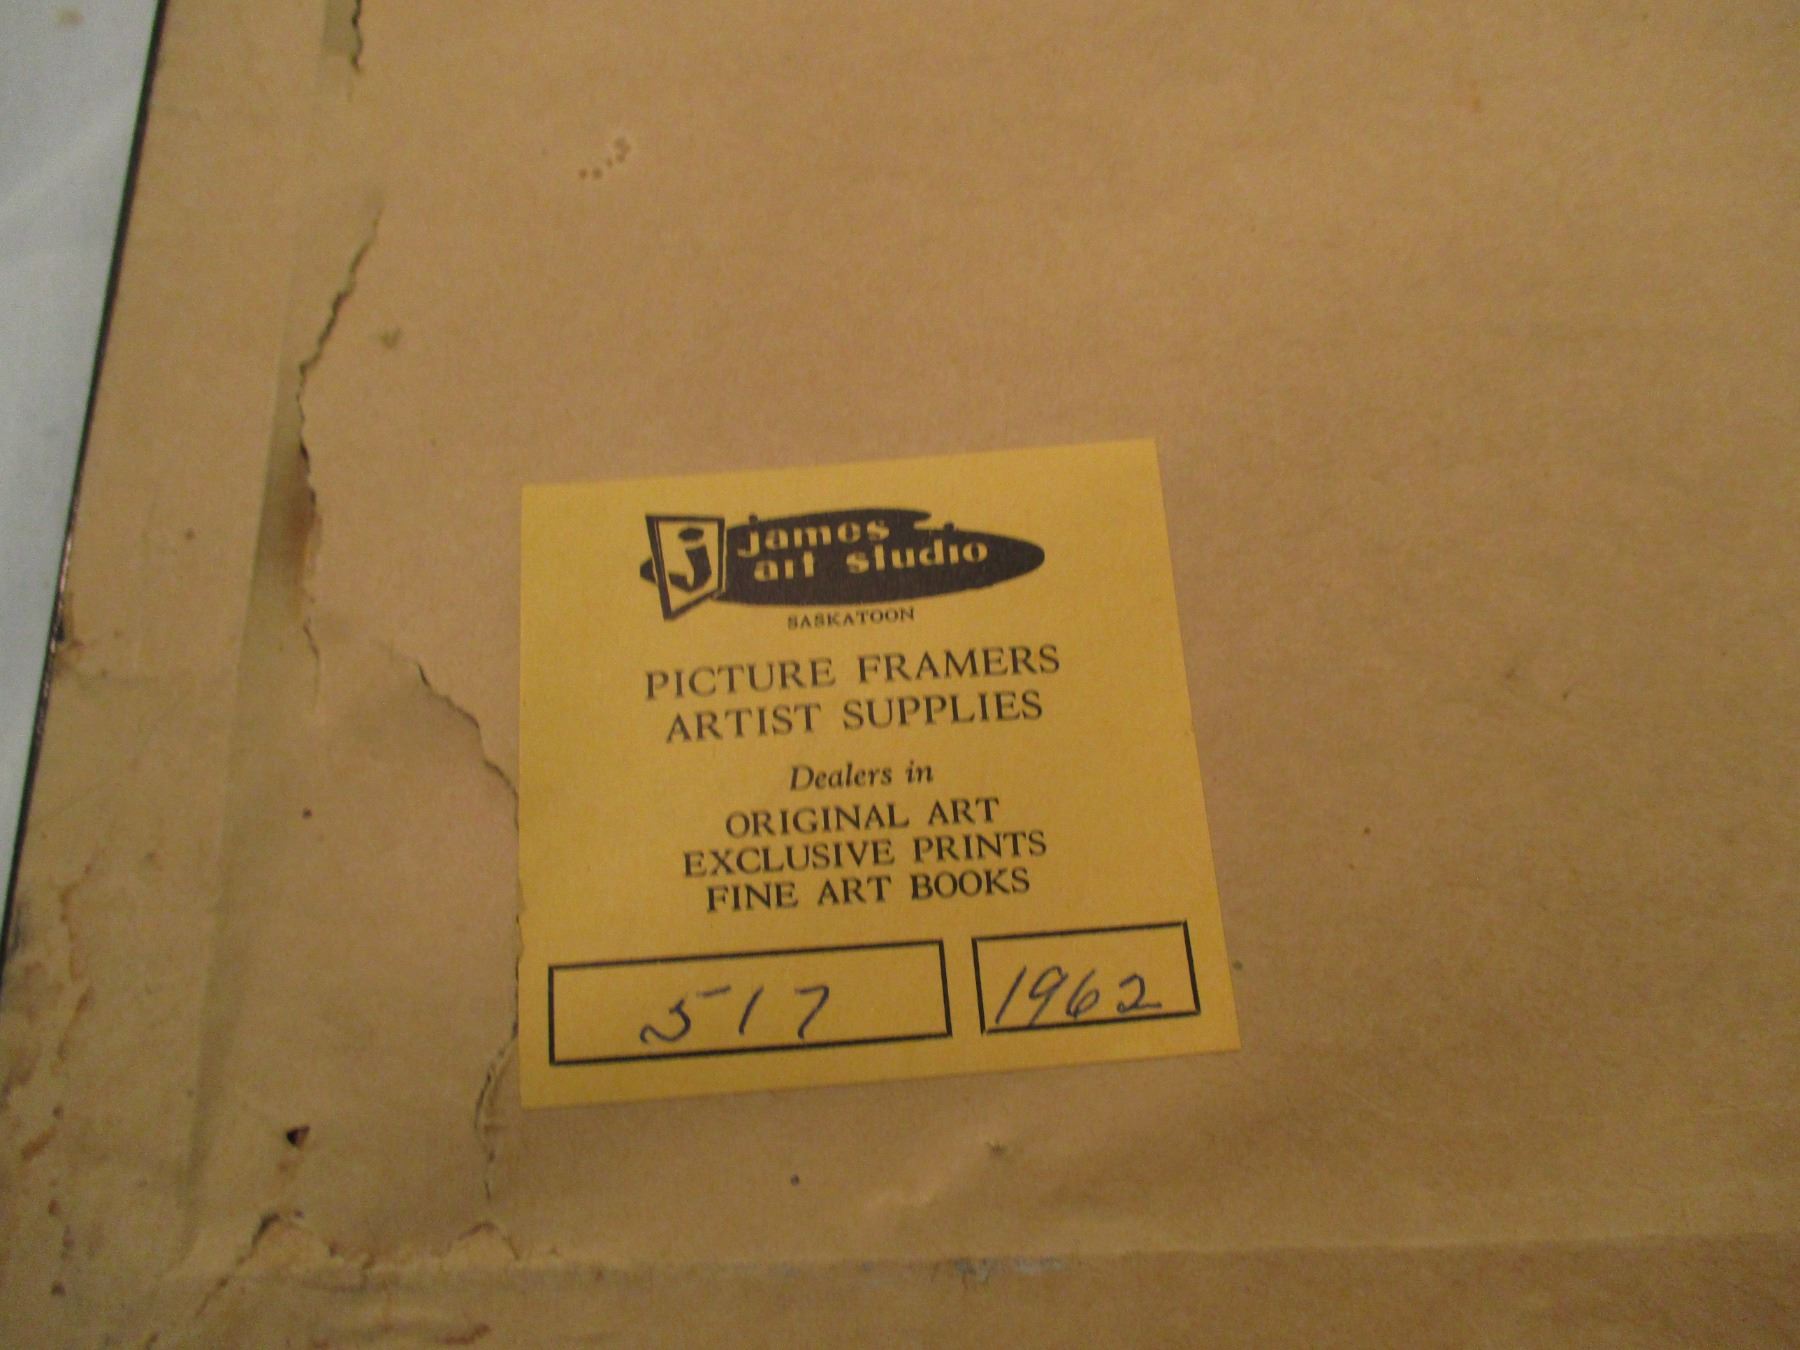 j
james
art studio
SASKATOON
PICTURE FRAMERS
ARTIST SUPPLIES
Dealers in
ORIGINAL ART
EXCLUSIVE PRINTS
FINE ART BOOKS
517 1962